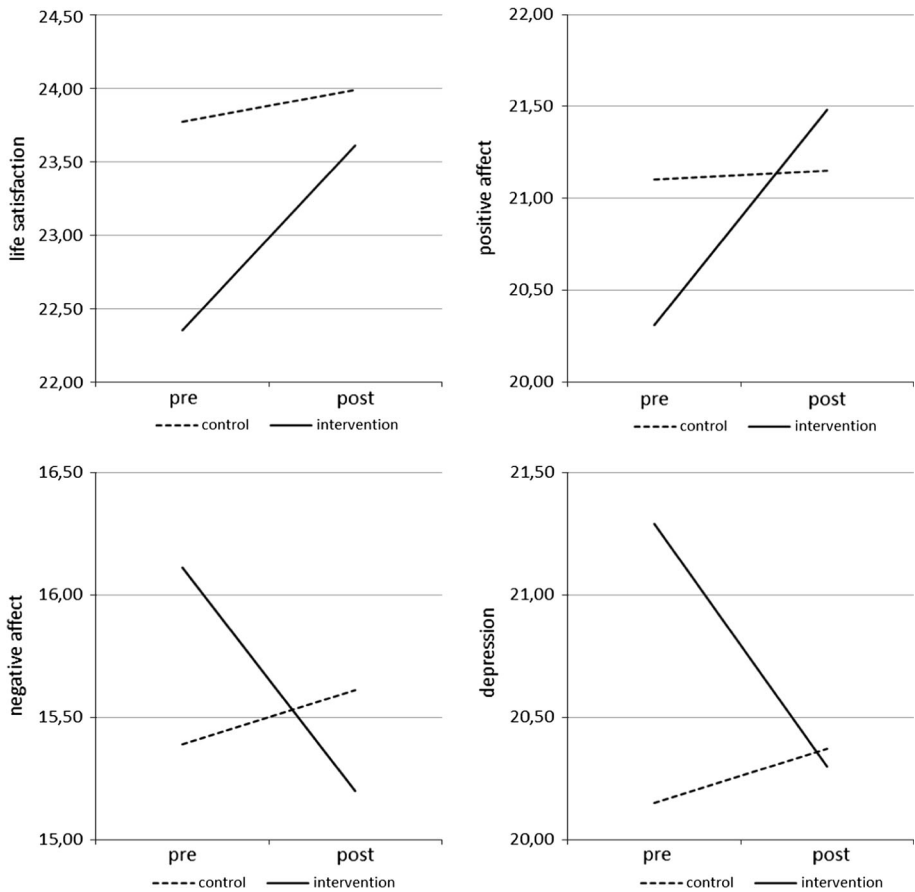 24,50
24,00
23,50
23,00
22,50
22,00
life satisfaction
pre post
control intervention
22,00
21,50
21,00
20,50
20,00
positive affect
pre post
control intervention
16,50
16,00
15,50
15,00
negative affect
pre post
control intervention
21,50
21,00
20,50
20,00
depression
pre post
control intervention